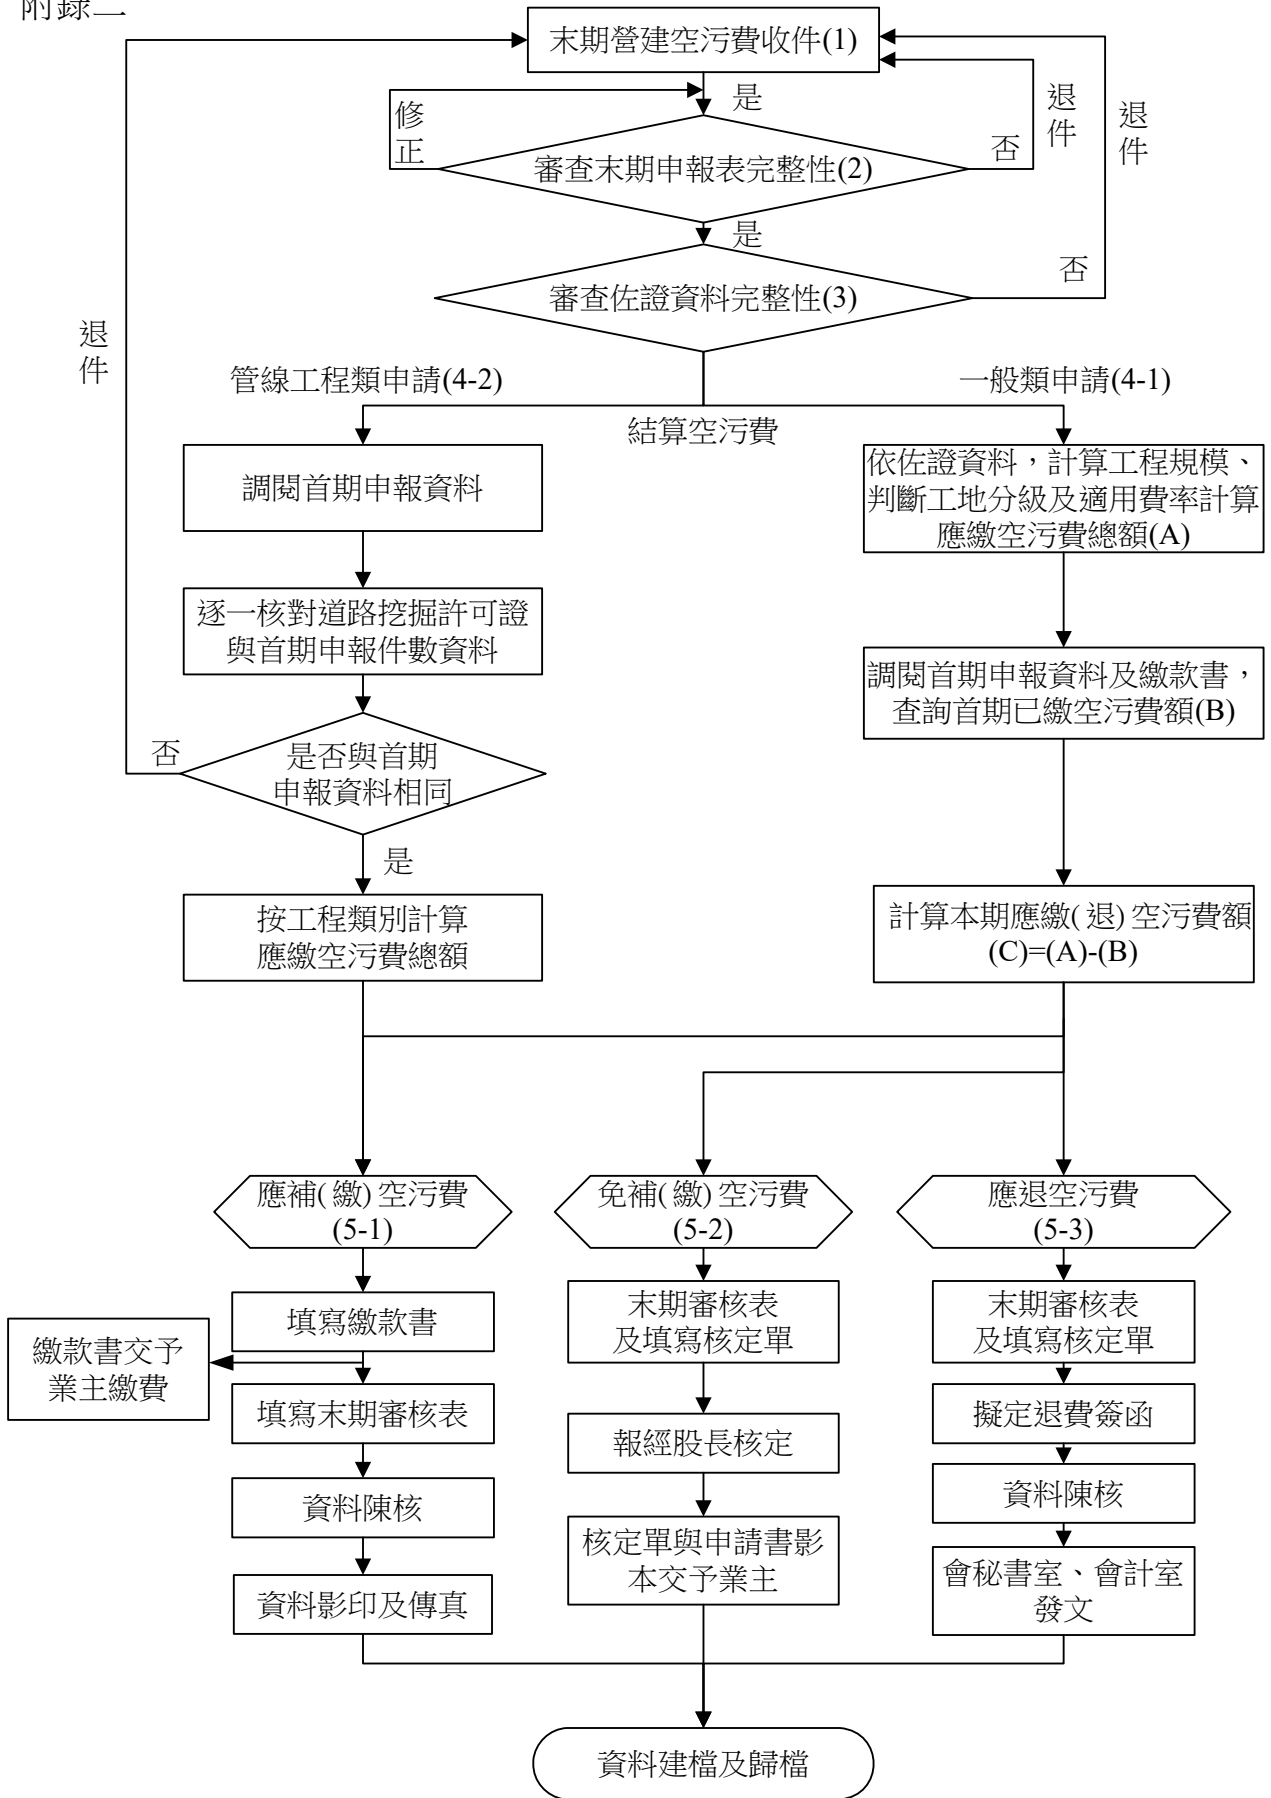 附錄二
末期營建空污費收件(1)
是
修
正
退
件
退
件
審查末期申報表完整性(2)
否
是
審查佐證資料完整性(3)
否
退
件
管線工程類申請(4-2)
一般類申請(4-1)
結算空污費
調閱首期申報資料
依佐證資料，計算工程規模、
判斷工地分級及適用費率計算
應繳空污費總額(A)
逐一核對道路挖掘許可證
與首期申報件數資料
調閱首期申報資料及繳款書，
查詢首期已繳空污費額(B)
否
是否與首期
申報資料相同
是
按工程類別計算
應繳空污費總額
計算本期應繳(退)空污費額
(C)=(A)-(B)
應補(繳)空污費
(5-1)
免補(繳)空污費
(5-2)
應退空污費
(5-3)
填寫繳款書
繳款書交予
業主繳費
填寫末期審核表
資料陳核
資料影印及傳真
末期審核表
及填寫核定單
報經股長核定
核定單與申請書影
本交予業主
末期審核表
及填寫核定單
擬定退費簽函
資料陳核
會秘書室、會計室
發文
資料建檔及歸檔